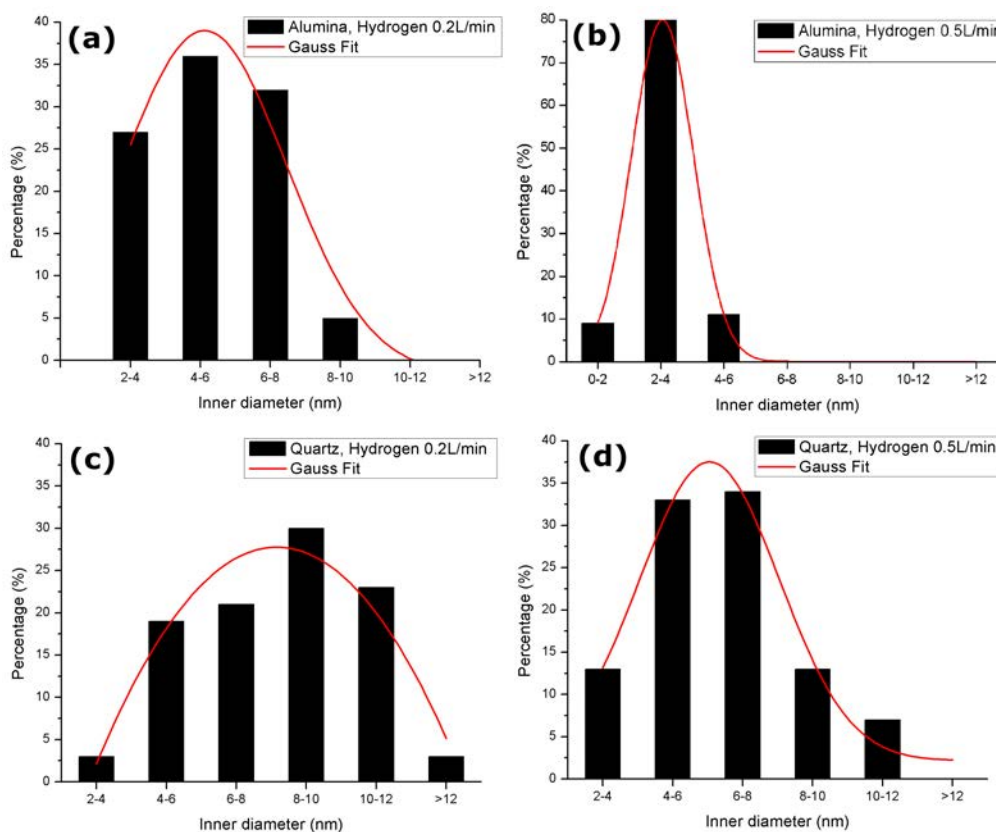 (a)
Alumina, Hydrogen 0.2L/min
Gauss Fit
40
35
30
25
20
15
10
5
0
Percentage (%)
2-4 4-6 6-8 8-10 10-12 >12
Inner diameter (nm)
(b)
Alumina, Hydrogen 0.5L/min
Gauss Fit
80
70
60
50
40
30
20
10
0
Percentage (%)
0-2 2-4 4-6 6-8 8-10 10-12 >12
Inner diameter (nm)
(c)
Quartz, Hydrogen 0.2L/min
Gauss Fit
40
35
30
25
20
15
10
5
0
Percentage (%)
2-4 4-6 6-8 8-10 10-12 >12
Inner diameter (nm)
(d)
Quartz, Hydrogen 0.5L/min
Gauss Fit
40
35
30
25
20
15
10
5
0
Percentage (%)
2-4 4-6 6-8 8-10 10-12 >12
Inner diameter (nm)